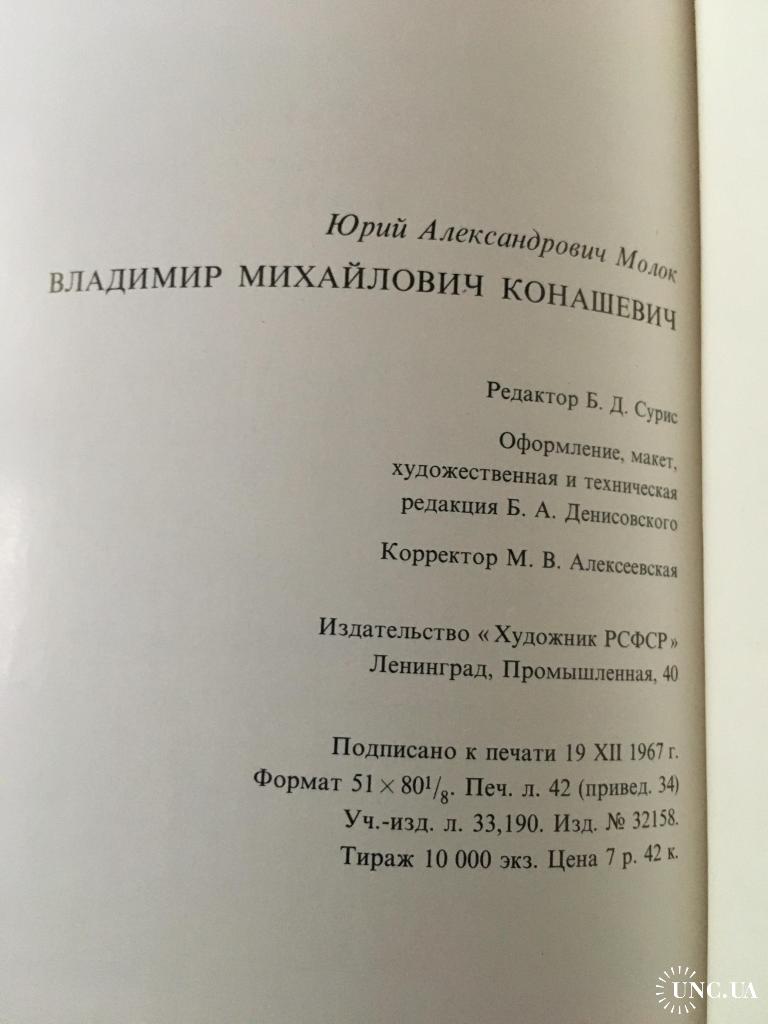 Юрий Александрович Молок
ВЛАДИМИР МИХАЙЛОВИЧ КОНАШЕВИЧ
Редактор Б. Д. Сурис
Оформление, макет,
художественная и техническая
редакция Б. А. Денисовского
Корректор М. В. Алексеевская
Издательство «Художник РСФСР»
Ленинград, Промышленная, 40
Подписано к печати 19 XII 1967 г.
Формат 51×80¹/₈. Печ. л. 42 (привед. 34)
Уч.-изд. л. 33,190. Изд. № 32158.
Тираж 10 000 экз. Цена 7 р. 42 к.
UNC.UA